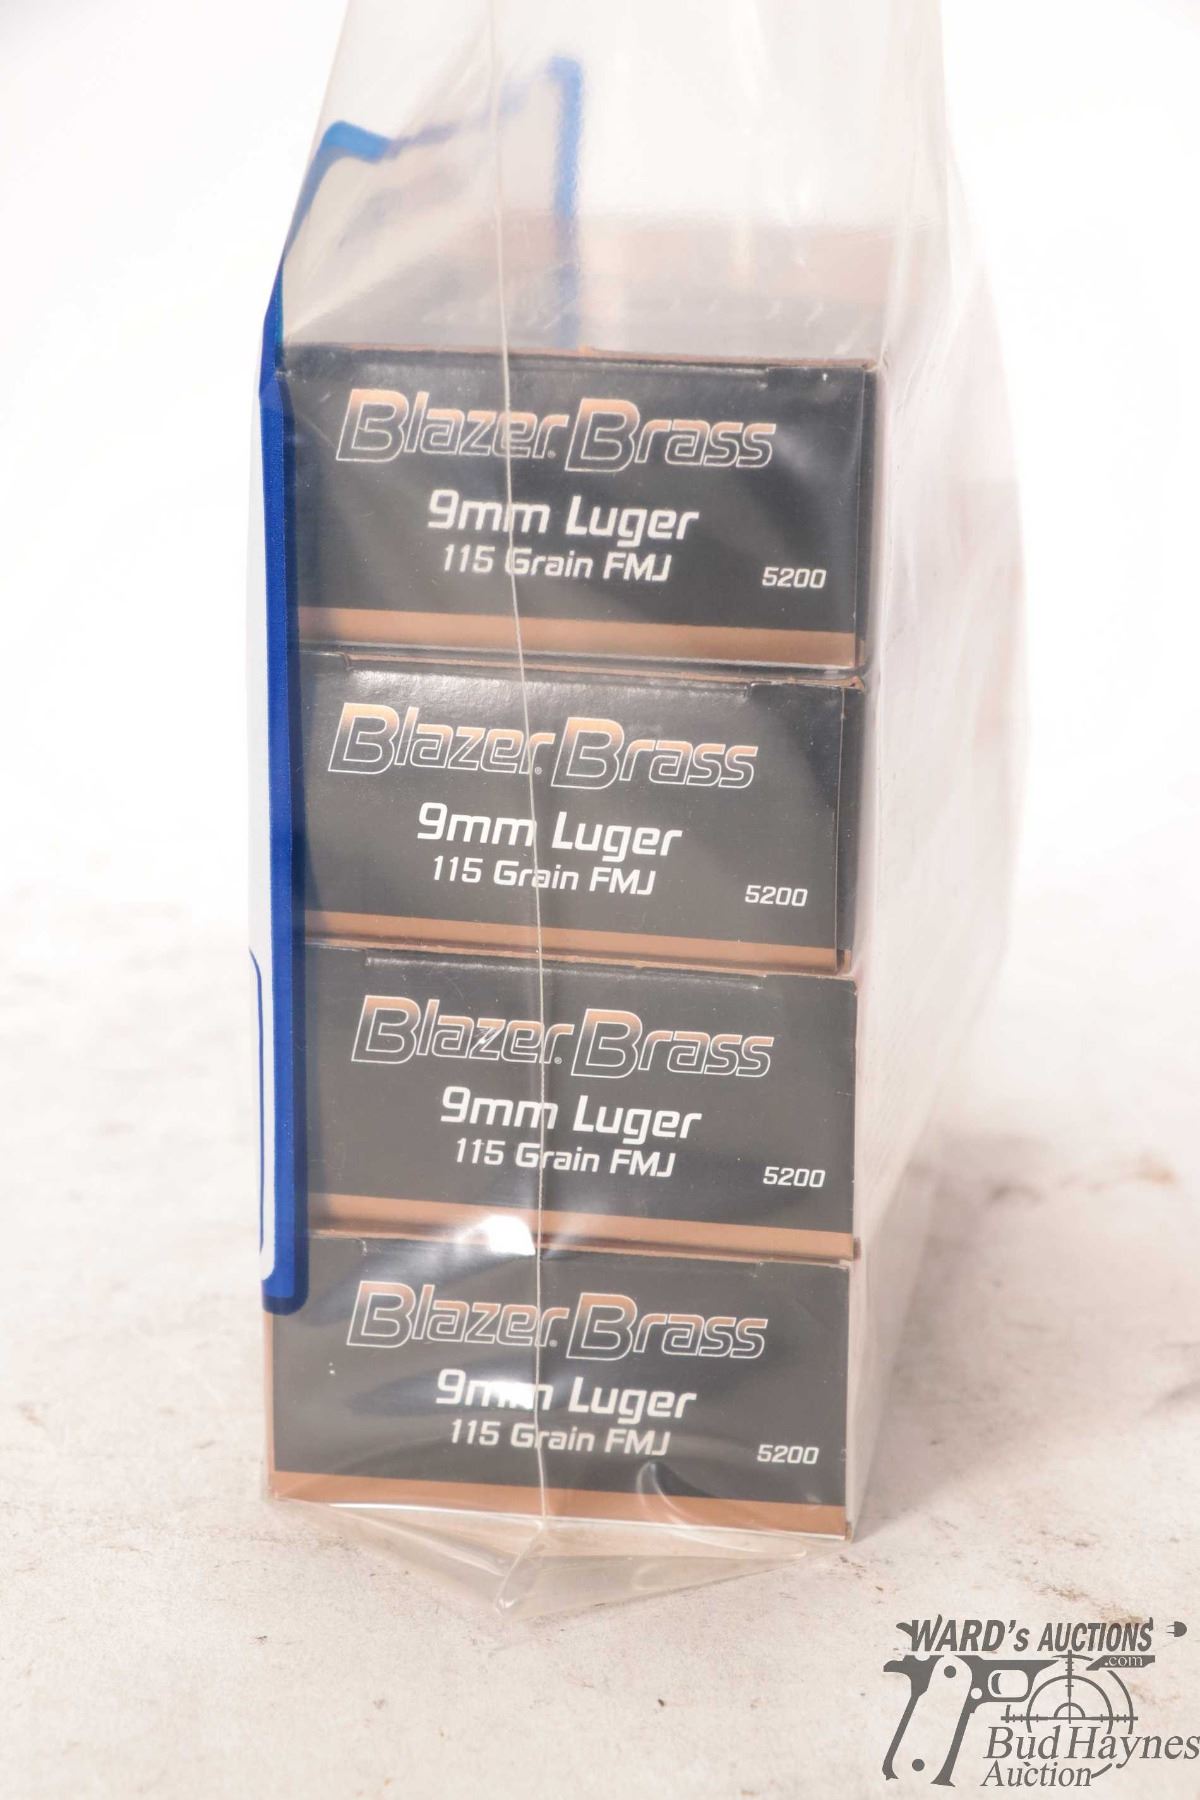 Blazer® Brass
9mm Luger
115 Grain FMJ
5200
Blazer® Brass
9mm Luger
115 Grain FMJ
5200
Blazer® Brass
9mm Luger
115 Grain FMJ
5200
Blazer® Brass
9mm Luger
115 Grain FMJ
5200
WARD's AUCTIONS
.com
Bud Haynes
Auction